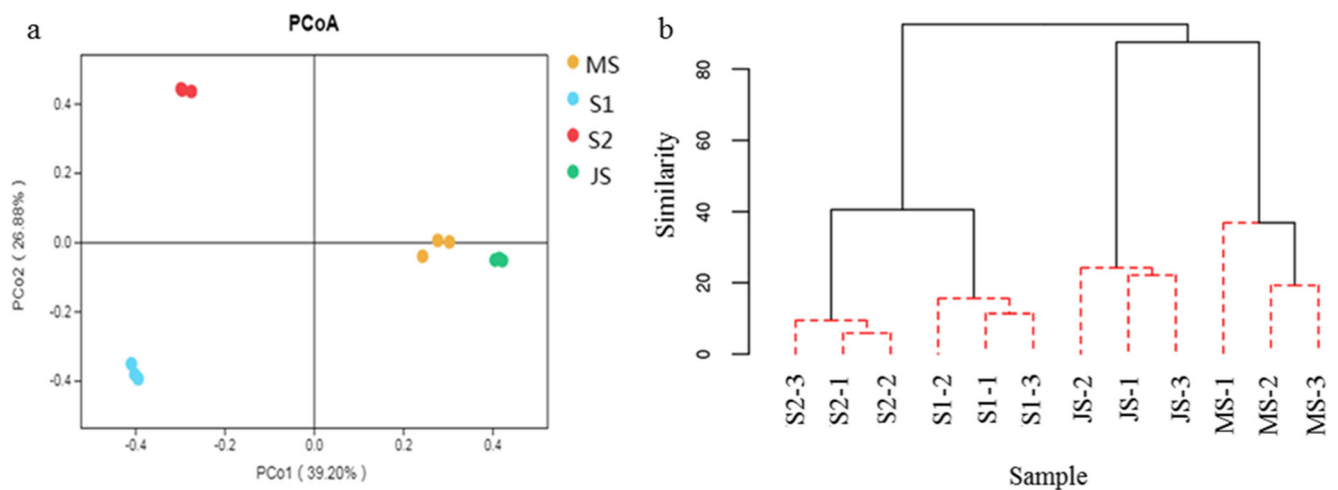 a
PCoA
MS
S1
S2
JS
0.4
0.2
0.0
-0.2
-0.4
PCo2 ( 26.88%)
-0.4
-0.2
0.0
0.2
0.4
PCo1 ( 39.20%)
b
80
60
40
20
0
Similarity
S2-3
S2-1
S2-2
S1-2
S1-1
S1-3
JS-2
JS-1
JS-3
MS-1
MS-2
MS-3
Sample